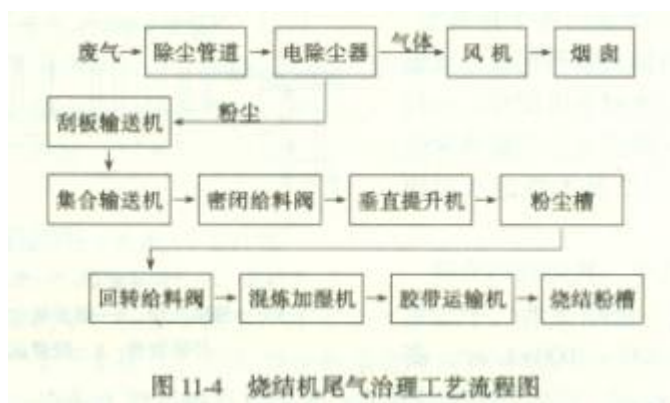 废气 除尘管道 电除尘器 气体 风机 烟囱
刮板输送机 粉尘
集合输送机 密闭给料阀 垂直提升机 粉尘槽
回转给料阀 混炼加湿机 胶带运输机 烧结粉槽
图 11-4 烧结机尾气治理工艺流程图